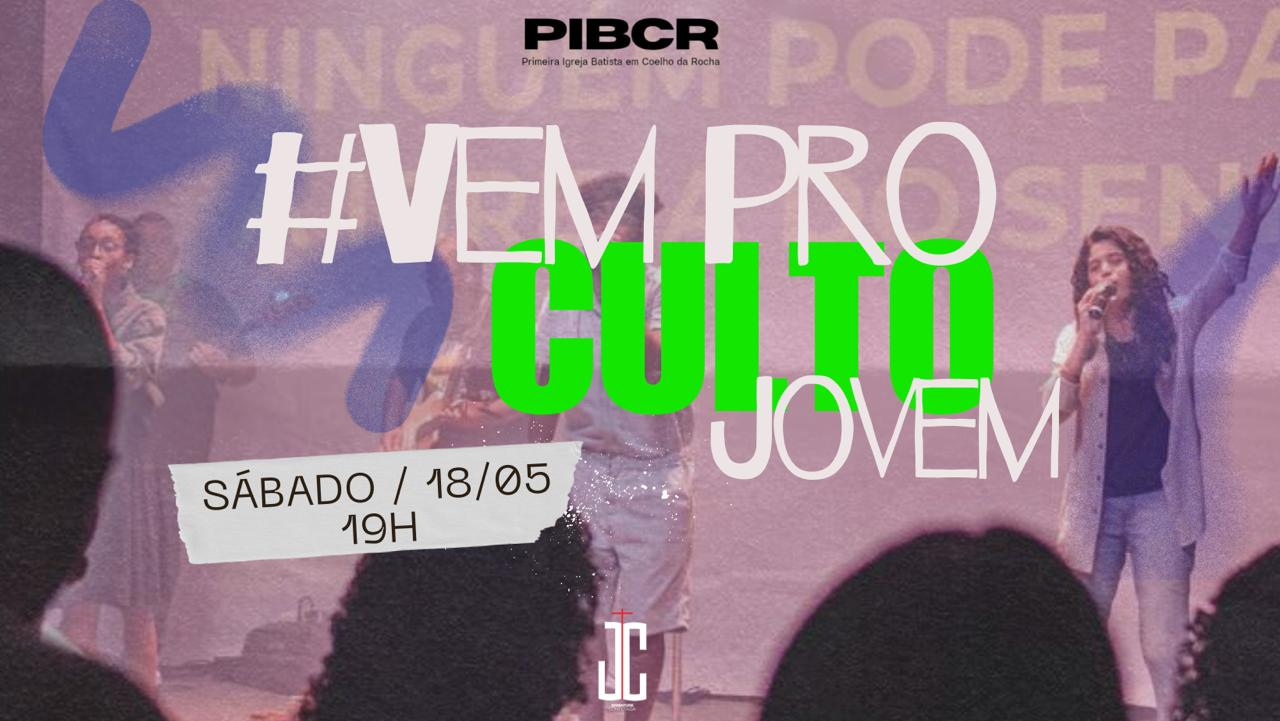 PIBCR
Primeira Igreja Batista em Coelho da Rocha
NINGUÉM PODE PA
#VEM PRO
CULTO
JOVEM
SÁBADO / 18/05
19H
JC